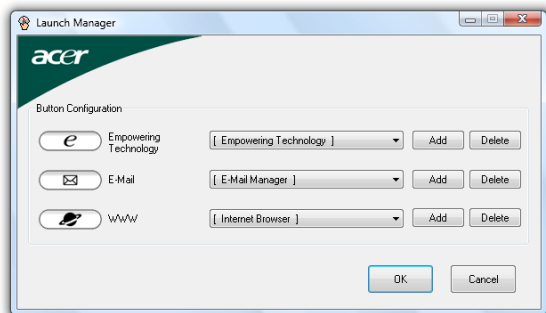 Launch Manager
acer
Button Configuration
e
Empowering
Technology
[ Empowering Technology ]
Add
Delete
E-Mail
[ E-Mail Manager ]
Add
Delete
WWW
[ Internet Browser ]
Add
Delete
OK
Cancel